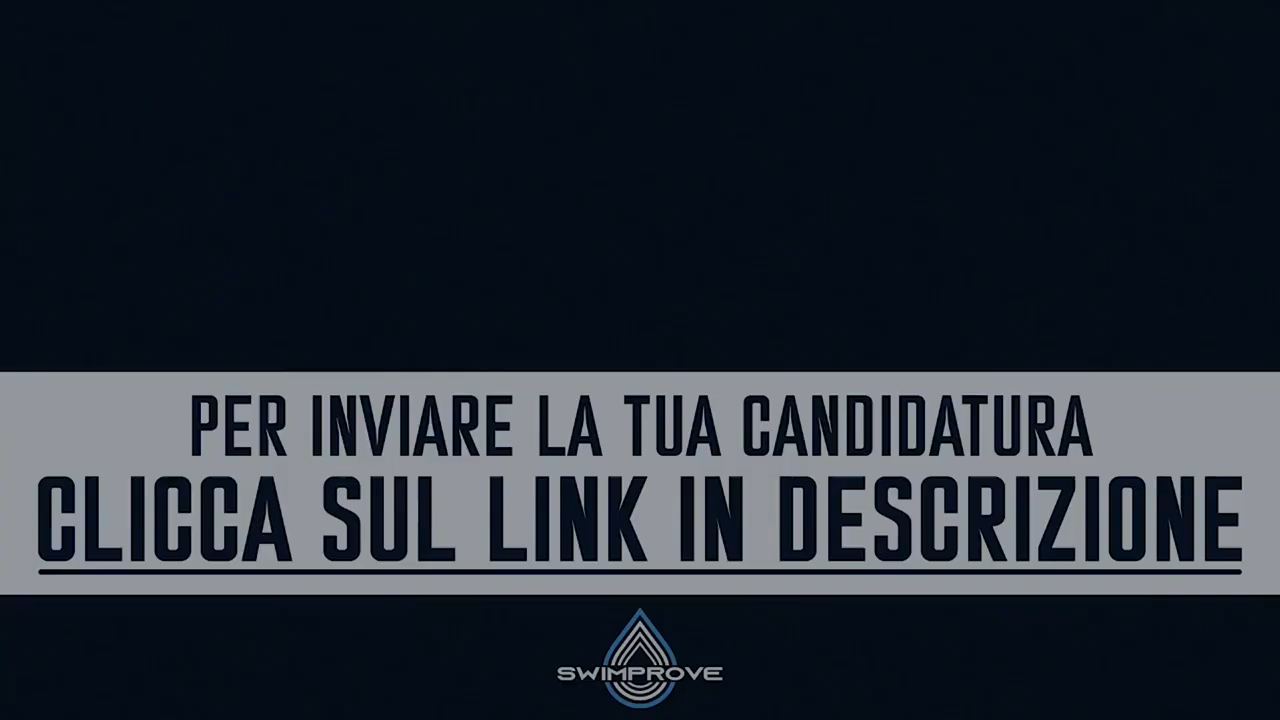 PER INVIARE LA TUA CANDIDATURA
CLICCA SUL LINK IN DESCRIZIONE
SWIMPROVE